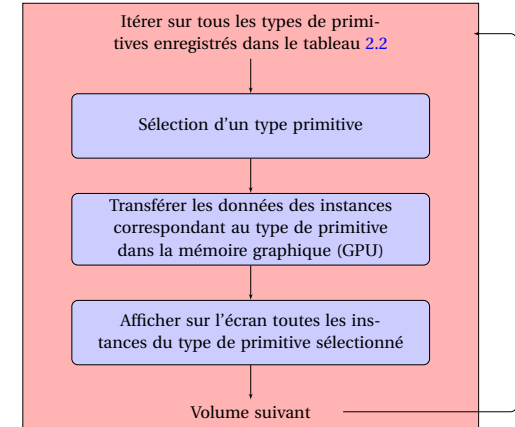 Itérer sur tous les types de primi-
tives enregistrés dans le tableau 2.2
Sélection d'un type primitive
Transférer les données des instances
correspondant au type de primitive
dans la mémoire graphique (GPU)
Afficher sur l'écran toutes les ins-
tances du type de primitive sélectionné
Volume suivant